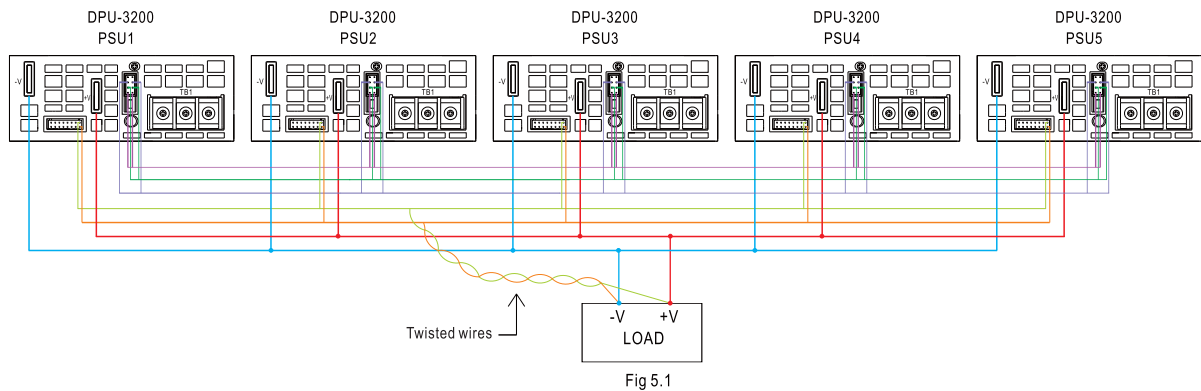 DPU-3200
PSU1
DPU-3200
PSU2
DPU-3200
PSU3
DPU-3200
PSU4
DPU-3200
PSU5
-V
+V
TB1
-V
+V
TB1
-V
+V
TB1
-V
+V
TB1
-V
+V
TB1
Twisted wires
-V +V
LOAD
Fig 5.1